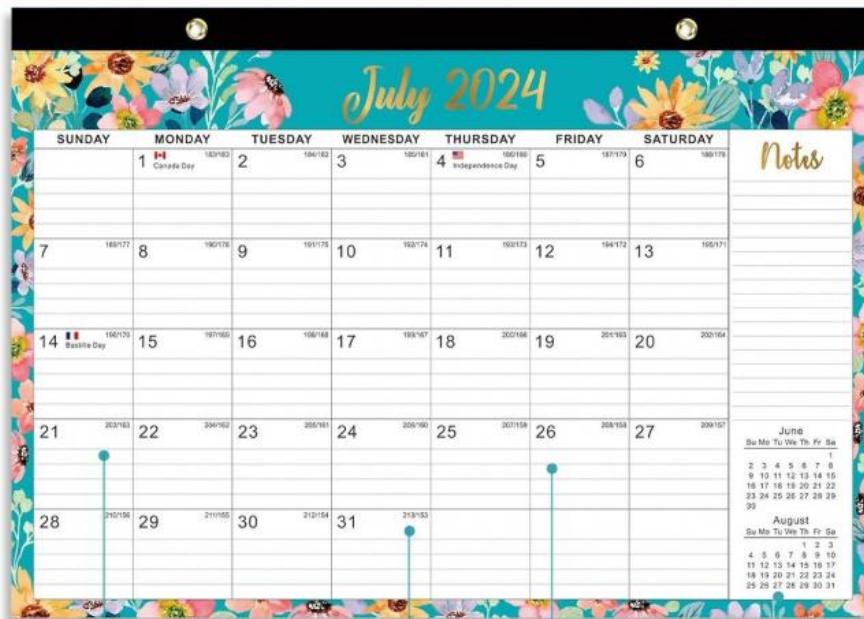 July 2024
SUNDAY MONDAY TUESDAY WEDNESDAY THURSDAY FRIDAY SATURDAY
Notes
1 183/183 2 184/182 3 185/181 4 186/180 5 187/179 6 188/178
Canada Day Independence Day
7 189/177 8 190/176 9 191/175 10 192/174 11 193/173 12 194/172 13 195/171
14 196/170 15 197/169 16 198/168 17 199/167 18 200/166 19 201/165 20 202/164
Bastille Day
21 203/163 22 204/162 23 205/161 24 206/160 25 207/159 26 208/158 27 209/157
28 210/156 29 211/155 30 212/154 31 213/153
June
Su Mo Tu We Th Fr Sa
1
2 3 4 5 6 7 8
9 10 11 12 13 14 15
16 17 18 19 20 21 22
23 24 25 26 27 28 29
30
August
Su Mo Tu We Th Fr Sa
1 2 3
4 5 6 7 8 9 10
11 12 13 14 15 16 17
18 19 20 21 22 23 24
25 26 27 28 29 30 31